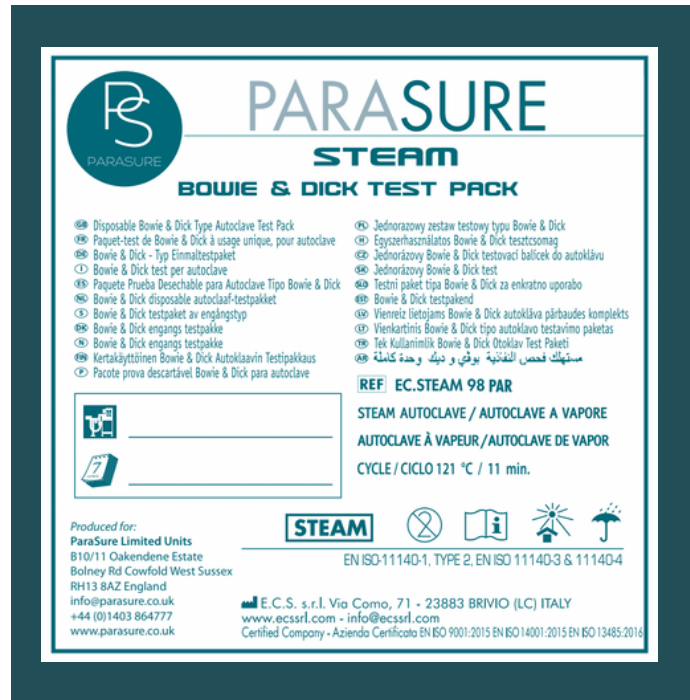 PS
PARASURE
PARASURE
STEAM
BOWIE & DICK TEST PACK
GB Disposable Bowie & Dick Type Autoclave Test Pack
FR Paquet-test de Bowie & Dick à usage unique, pour autoclave
DE Bowie & Dick - Typ Einmaltestpaket
I Bowie & Dick test per autoclave
ES Paquete Prueba Desechable para Autoclave Tipo Bowie & Dick
NL Bowie & Dick disposable autoclaaf-testpakket
S Bowie & Dick testpaket av engångstyp
DK Bowie & Dick engangs testpakke
N Bowie & Dick engangs testpakke
FIN Kertakäyttöinen Bowie & Dick Autoklaavin Testipakkaus
P Pacote prova descartável Bowie & Dick para autoclave
PL Jednorazowy zestaw testowy typu Bowie & Dick
H Egyszerhasználatos Bowie & Dick tesztcsomag
CZ Jednorázový Bowie & Dick testovací balícek do autoklávu
SK Jednorázový Bowie & Dick test
SLO Testni paket tipa Bowie & Dick za enkratno uporabo
EST Bowie & Dick testpakend
LV Vienreiz lietojams Bowie & Dick autoklāva pārbaudes komplekts
LT Vienkartinis Bowie & Dick tipo autoklavo testavimo paketas
TR Tek Kullanimlik Bowie & Dick Otoklav Test Paketi
AR مستهلك فحص النفاذية بوفي و ديك وحدة كاملة
REF EC.STEAM 98 PAR
STEAM AUTOCLAVE / AUTOCLAVE A VAPORE
AUTOCLAVE À VAPEUR/AUTOCLAVE DE VAPOR
CYCLE / CICLO 121 °C / 11 min.
7
Produced for:
ParaSure Limited Units
B10/11 Oakendene Estate
Bolney Rd Cowfold West Sussex
RH13 8AZ England
info@parasure.co.uk
+44 (0)1403 864777
www.parasure.co.uk
STEAM
2
i
EN ISO-11140-1, TYPE 2, EN ISO 11140-3 & 11140-4
E.C.S. s.r.l. Via Como, 71 - 23883 BRIVIO (LC) ITALY
www.ecssrl.com - info@ecssrl.com
Certified Company - Azienda Certificata EN ISO 9001:2015 EN ISO 14001:2015 EN ISO 13485:2016